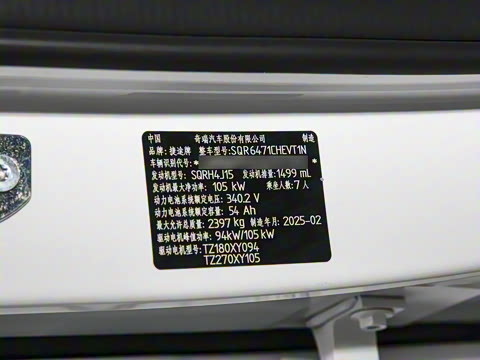 中国 奇瑞汽车股份有限公司 制造
品牌:捷途牌 整车型号:SQR6471CHEVT1N
车辆识别代号:* *
发动机型号:SQRH4J15 发动机排量:1499 mL
发动机最大净功率:105 kW 乘坐人数:7 人
动力电池系统额定电压:340.2 V
动力电池系统额定容量:54 Ah
最大允许总质量:2397 kg 制造年月:2025-02
驱动电机峰值功率:94kW/105 kW
驱动电机型号:TZ180XY094
TZ270XY105